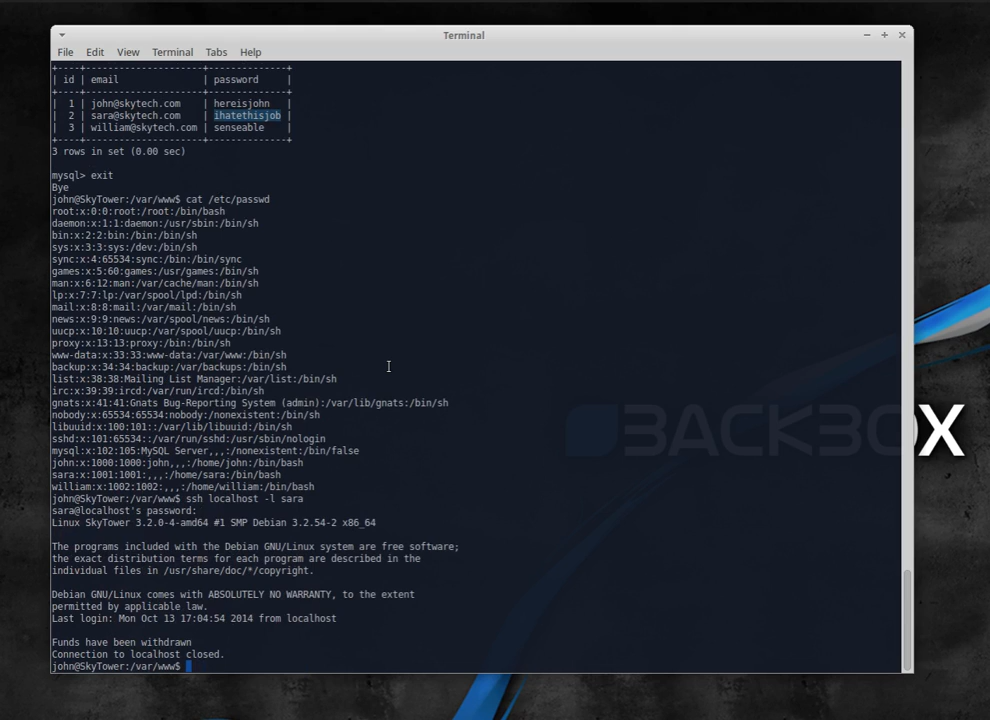 Terminal
File Edit View Terminal Tabs Help
+----+---------------------+--------------+
| id | email               | password     |
+----+---------------------+--------------+
|  1 | john@skytech.com    | hereisjohn   |
|  2 | sara@skytech.com    | ihatethisjob |
|  3 | william@skytech.com | senseable    |
+----+---------------------+--------------+
3 rows in set (0.00 sec)
mysql> exit
Bye
john@SkyTower:/var/www$ cat /etc/passwd
root:x:0:0:root:/root:/bin/bash
daemon:x:1:1:daemon:/usr/sbin:/bin/sh
bin:x:2:2:bin:/bin:/bin/sh
sys:x:3:3:sys:/dev:/bin/sh
sync:x:4:65534:sync:/bin:/bin/sync
games:x:5:60:games:/usr/games:/bin/sh
man:x:6:12:man:/var/cache/man:/bin/sh
lp:x:7:7:lp:/var/spool/lpd:/bin/sh
mail:x:8:8:mail:/var/mail:/bin/sh
news:x:9:9:news:/var/spool/news:/bin/sh
uucp:x:10:10:uucp:/var/spool/uucp:/bin/sh
proxy:x:13:13:proxy:/bin:/bin/sh
www-data:x:33:33:www-data:/var/www:/bin/sh
backup:x:34:34:backup:/var/backups:/bin/sh
list:x:38:38:Mailing List Manager:/var/list:/bin/sh
irc:x:39:39:ircd:/var/run/ircd:/bin/sh
gnats:x:41:41:Gnats Bug-Reporting System (admin):/var/lib/gnats:/bin/sh
nobody:x:65534:65534:nobody:/nonexistent:/bin/sh
libuuid:x:100:101::/var/lib/libuuid:/bin/sh
sshd:x:101:65534::/var/run/sshd:/usr/sbin/nologin
mysql:x:102:105:MySQL Server,,,:/nonexistent:/bin/false
john:x:1000:1000:john,,,:/home/john:/bin/bash
sara:x:1001:1001:,,,:/home/sara:/bin/bash
william:x:1002:1002:,,,:/home/william:/bin/bash
john@SkyTower:/var/www$ ssh localhost -l sara
sara@localhost's password:
Linux SkyTower 3.2.0-4-amd64 #1 SMP Debian 3.2.54-2 x86_64
The programs included with the Debian GNU/Linux system are free software;
the exact distribution terms for each program are described in the
individual files in /usr/share/doc/*/copyright.
Debian GNU/Linux comes with ABSOLUTELY NO WARRANTY, to the extent
permitted by applicable law.
Last login: Mon Oct 13 17:04:54 2014 from localhost
Funds have been withdrawn
Connection to localhost closed.
john@SkyTower:/var/www$
BACKBOX